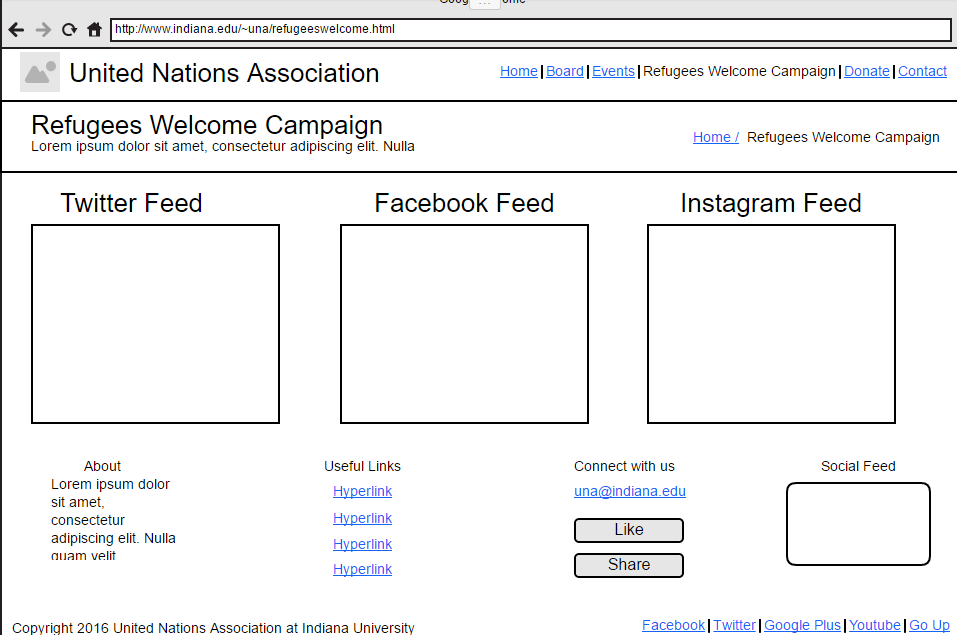 http://www.indiana.edu/~una/refugeeswelcome.html
United Nations Association
Home | Board | Events | Refugees Welcome Campaign | Donate | Contact
Refugees Welcome Campaign
Lorem ipsum dolor sit amet, consectetur adipiscing elit. Nulla
Home / Refugees Welcome Campaign
Twitter Feed
Facebook Feed
Instagram Feed
About
Lorem ipsum dolor
sit amet,
consectetur
adipiscing elit. Nulla
quam velit
Useful Links
Hyperlink
Hyperlink
Hyperlink
Hyperlink
Connect with us
una@indiana.edu
Like
Share
Social Feed
Copyright 2016 United Nations Association at Indiana University
Facebook | Twitter | Google Plus | Youtube | Go Up